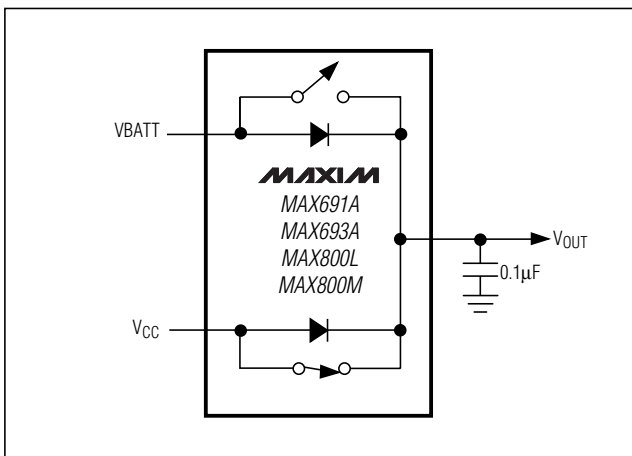 VBATT
MAXIM
MAX691A
MAX693A
MAX800L
MAX800M
VOUT
0.1µF
VCC